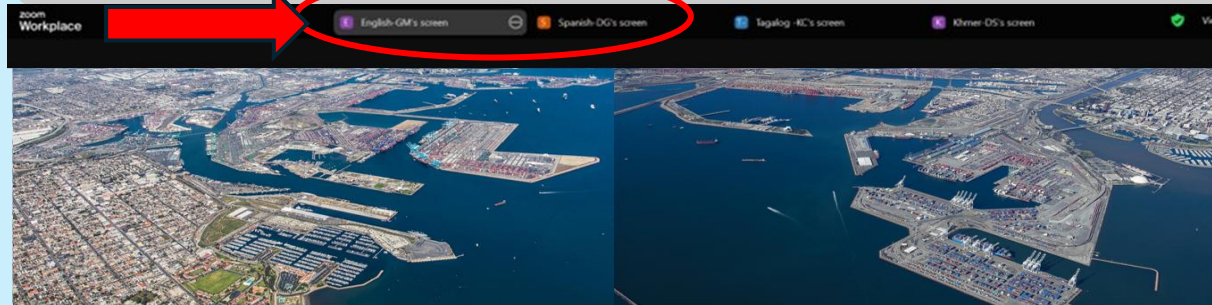 zoom
Workplace
E English-GM's screen
S Spanish-DG's screen
Tagalog -KC's screen
K Khmer-DS's screen